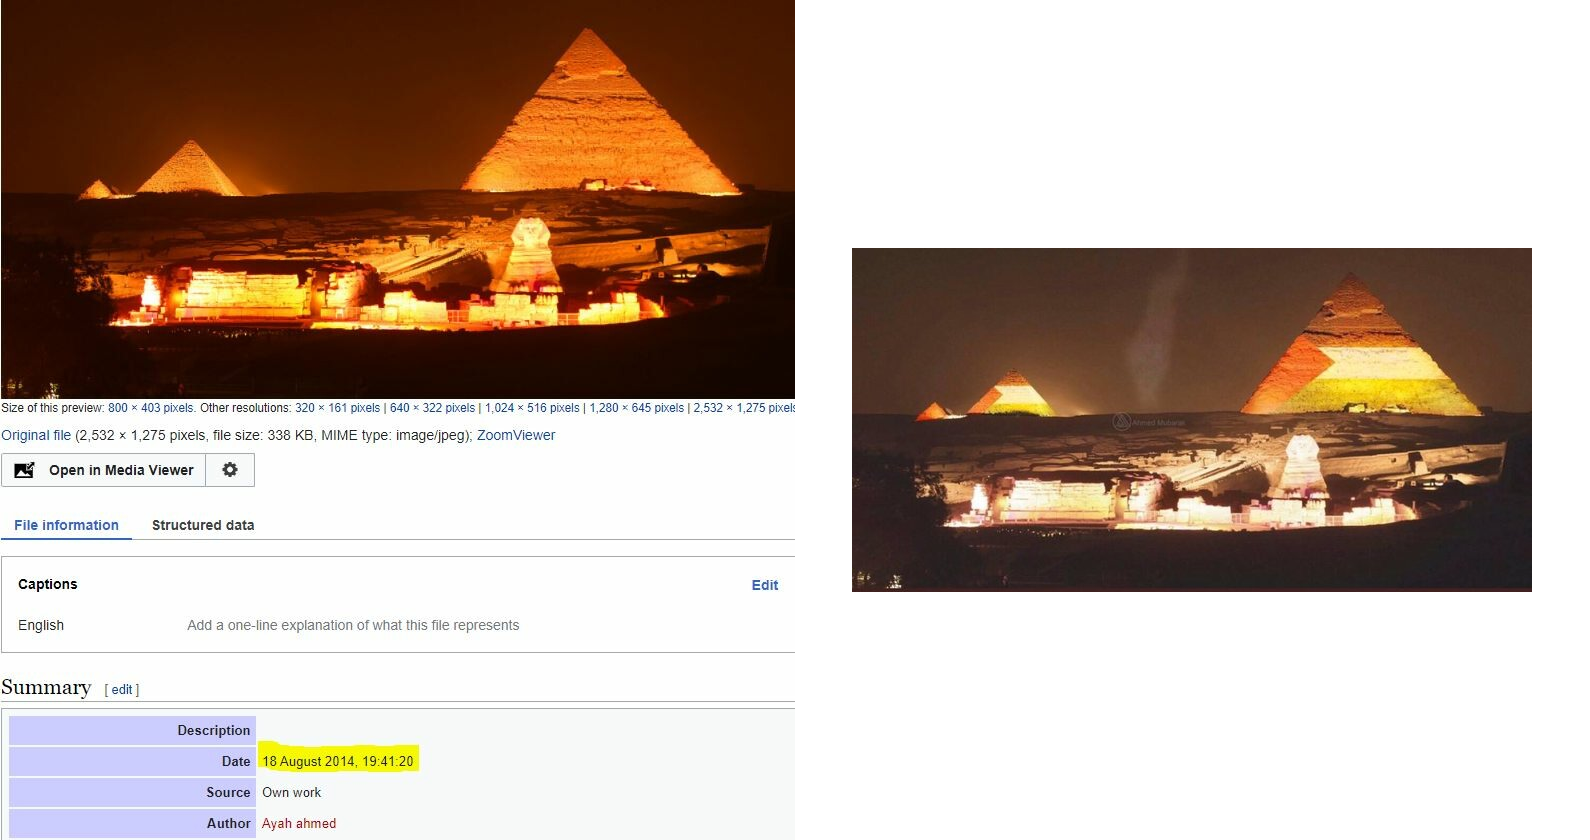 Size of this preview: 800 × 403 pixels. Other resolutions: 320 × 161 pixels | 640 × 322 pixels | 1,024 × 516 pixels | 1,280 × 645 pixels | 2,532 × 1,275 pixels
Original file (2,532 × 1,275 pixels, file size: 338 KB, MIME type: image/jpeg); ZoomViewer
Open in Media Viewer
File information Structured data
Captions Edit
English Add a one-line explanation of what this file represents
Summary [ edit ]
Description
Date 18 August 2014, 19:41:20
Source Own work
Author Ayah ahmed
Ahmed Mubarak